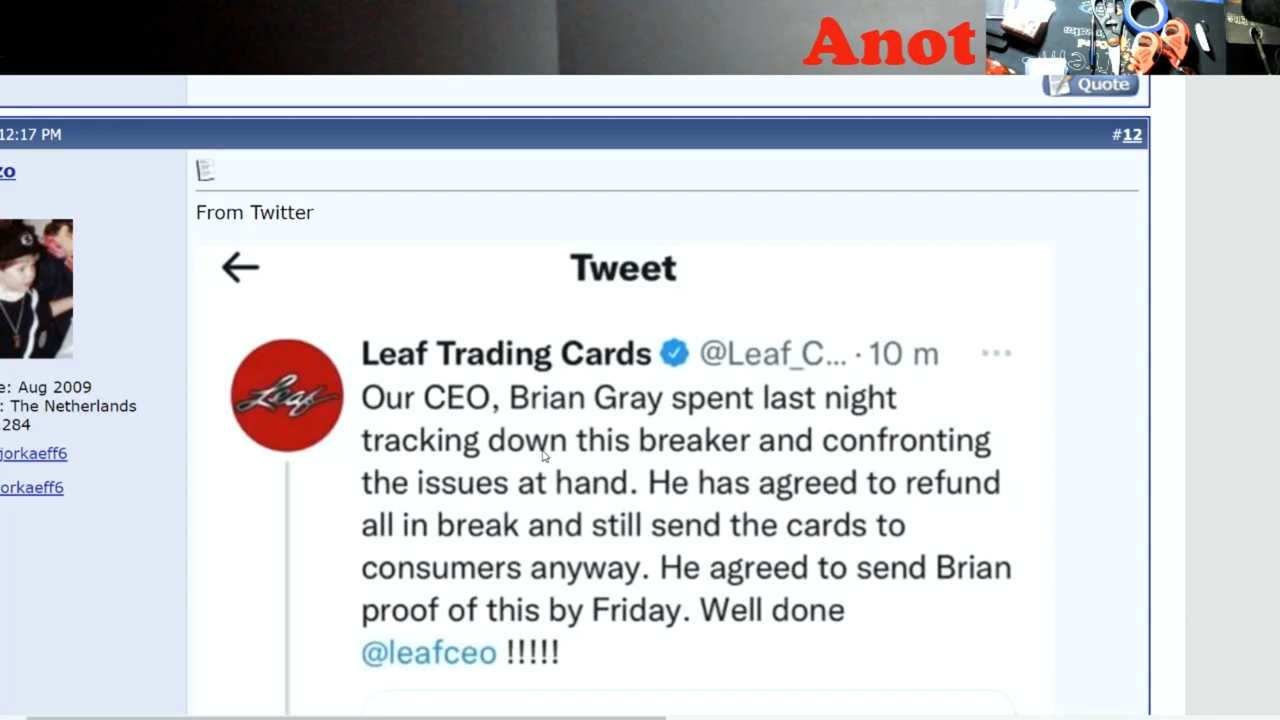 Anot
Quote
12:17 PM
#12
zo
From Twitter
Tweet
Leaf
Leaf Trading Cards @Leaf_C... · 10 m
Our CEO, Brian Gray spent last night
tracking down this breaker and confronting
the issues at hand. He has agreed to refund
all in break and still send the cards to
consumers anyway. He agreed to send Brian
proof of this by Friday. Well done
@leafceo !!!!!
e: Aug 2009
: The Netherlands
.284
jorkaeff6
orkaeff6